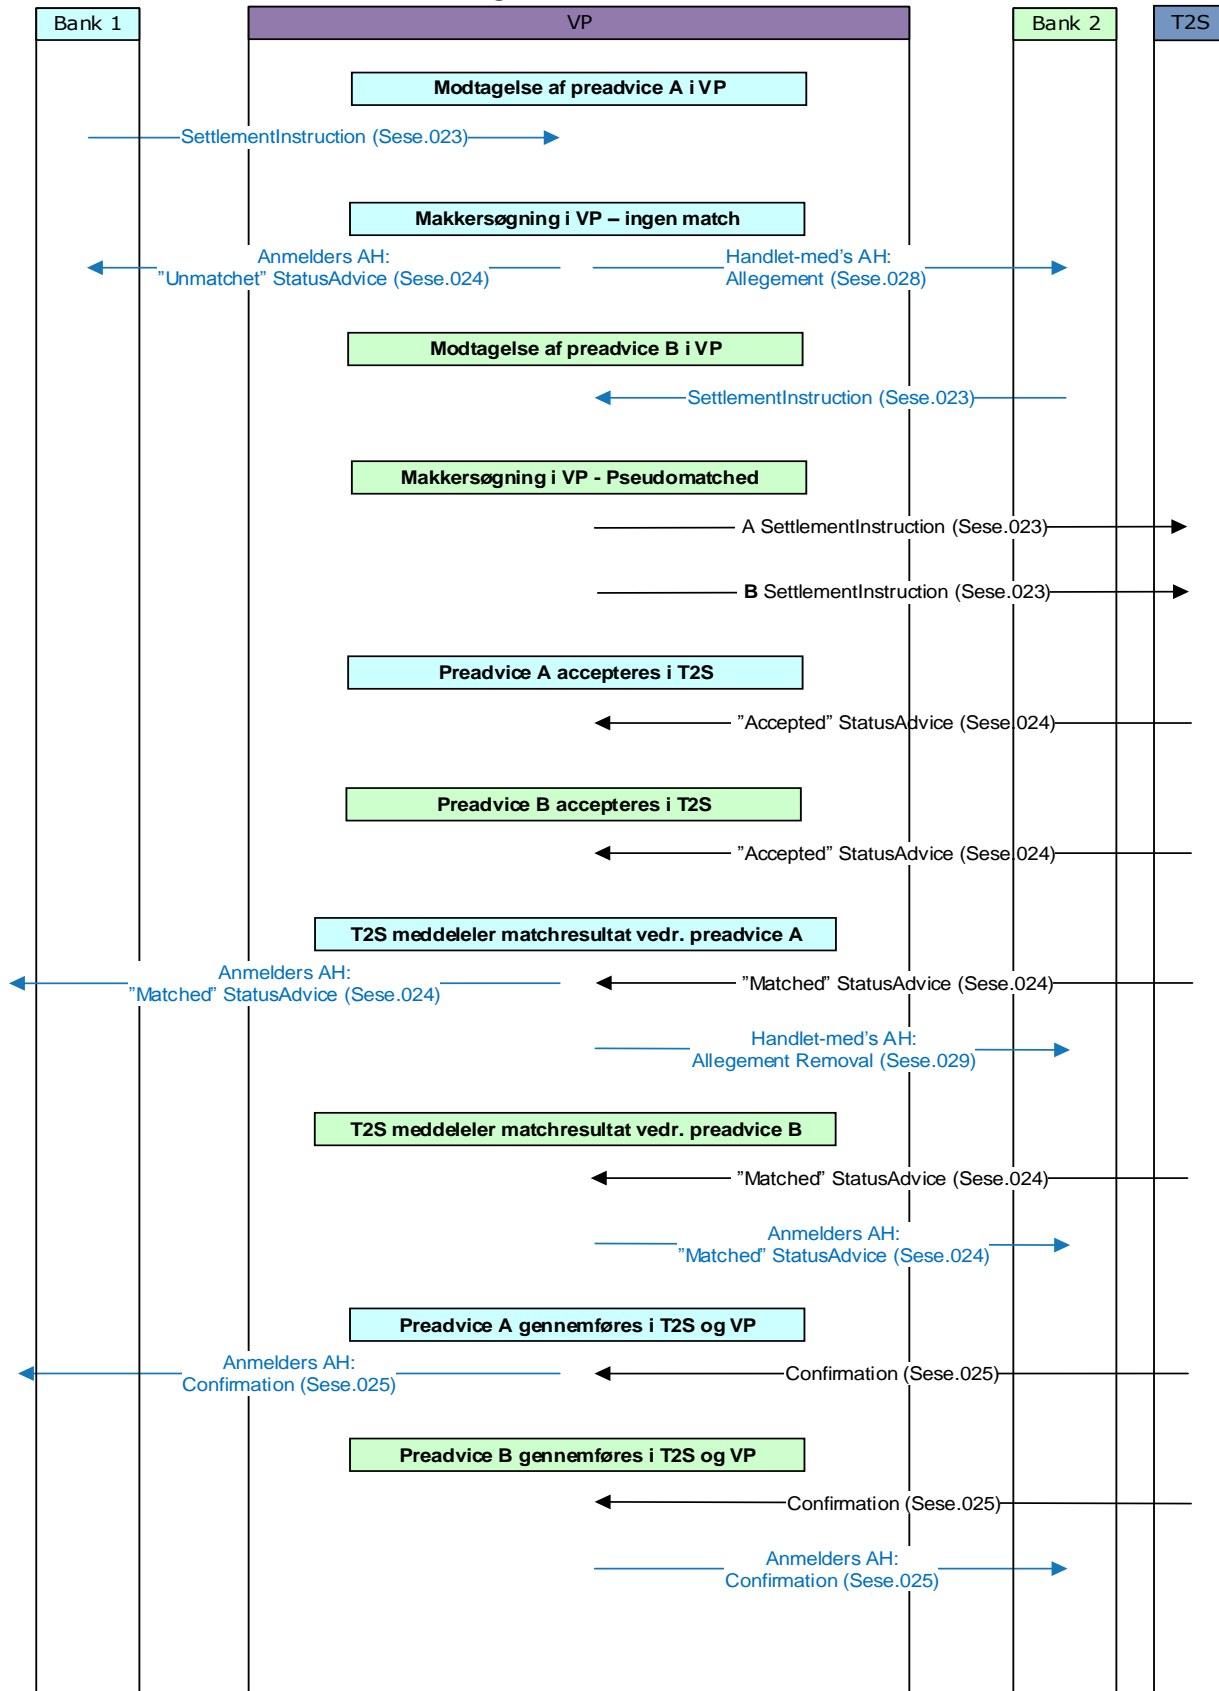 Bank 1
VP
Bank 2
T2S
Modtagelse af preadvice A i VP
SettlementInstruction (Sese.023)
Makkersøgning i VP – ingen match
Anmelders AH:
”Unmatchet” StatusAdvice (Sese.024)
Handlet-med’s AH:
Allegement (Sese.028)
Modtagelse af preadvice B i VP
SettlementInstruction (Sese.023)
Makkersøgning i VP - Pseudomatched
A SettlementInstruction (Sese.023)
B SettlementInstruction (Sese.023)
Preadvice A accepteres i T2S
”Accepted” StatusAdvice (Sese.024)
Preadvice B accepteres i T2S
”Accepted” StatusAdvice (Sese.024)
T2S meddeleler matchresultat vedr. preadvice A
Anmelders AH:
”Matched” StatusAdvice (Sese.024)
”Matched” StatusAdvice (Sese.024)
Handlet-med’s AH:
Allegement Removal (Sese.029)
T2S meddeleler matchresultat vedr. preadvice B
”Matched” StatusAdvice (Sese.024)
Anmelders AH:
”Matched” StatusAdvice (Sese.024)
Preadvice A gennemføres i T2S og VP
Anmelders AH:
Confirmation (Sese.025)
Confirmation (Sese.025)
Preadvice B gennemføres i T2S og VP
Confirmation (Sese.025)
Anmelders AH:
Confirmation (Sese.025)